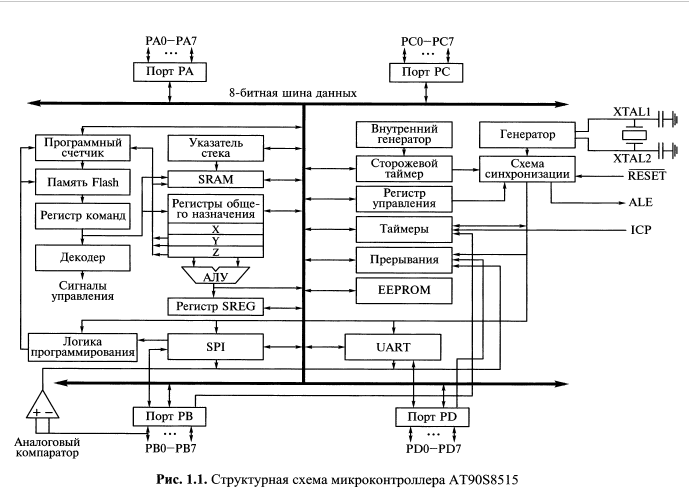 PA0–PA7
PC0–PC7
Порт PA
Порт PC
8-битная шина данных
XTAL1
Программный
счетчик
Указатель
стека
Внутренний
генератор
Генератор
XTAL2
Память Flash
SRAM
Сторожевой
таймер
Схема
синхронизации
RESET
Регистр команд
Регистры обще-
го назначения
X
Y
Z
Регистр
управления
ALE
Таймеры
ICP
Декодер
Прерывания
Сигналы
управления
АЛУ
EEPROM
Регистр SREG
Логика
программирования
SPI
UART
+ −
Аналоговый
компаратор
Порт PB
Порт PD
PB0–PB7
PD0–PD7
Рис. 1.1. Структурная схема микроконтроллера AT90S8515